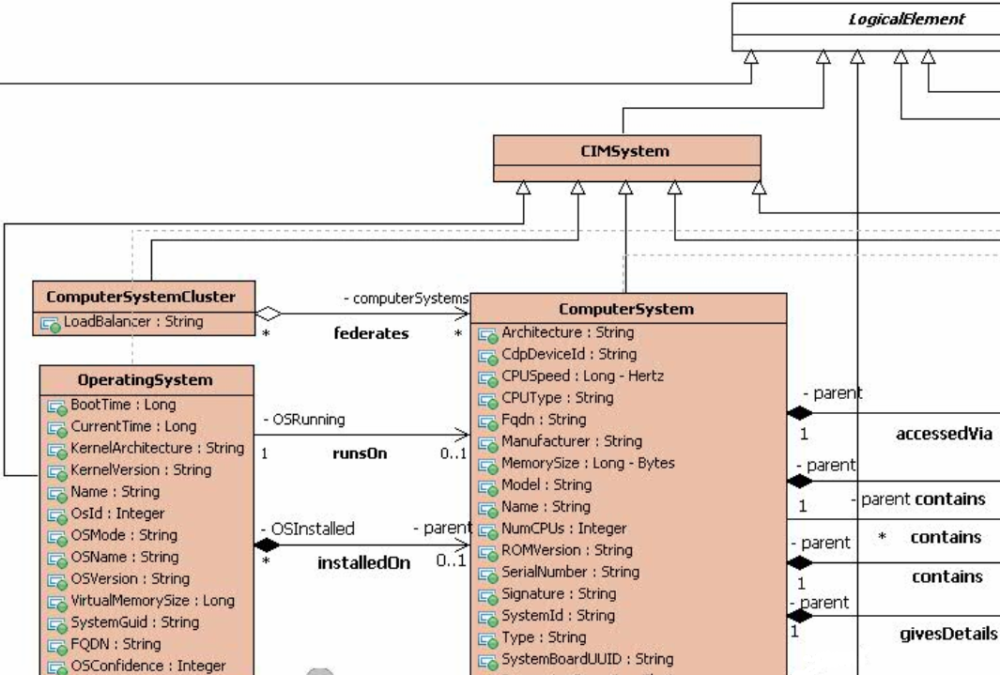 LogicalElement
CIMSystem
ComputerSystemCluster
LoadBalancer : String
- computerSystems
* federates *
OperatingSystem
BootTime : Long
CurrentTime : Long
KernelArchitecture : String
KernelVersion : String
Name : String
OsId : Integer
OSMode : String
OSName : String
OSVersion : String
VirtualMemorySize : Long
SystemGuid : String
FQDN : String
OSConfidence : Integer
- OSRunning
1 runsOn 0..1
- OSInstalled - parent
* installedOn 0..1
ComputerSystem
Architecture : String
CdpDeviceId : String
CPUSpeed : Long - Hertz
CPUType : String
Fqdn : String
Manufacturer : String
MemorySize : Long - Bytes
Model : String
Name : String
NumCPUs : Integer
ROMVersion : String
SerialNumber : String
Signature : String
SystemId : String
Type : String
SystemBoardUUID : String
- parent
1 accessedVia
- parent
1 - parent contains
* contains
- parent
1 contains
- parent
1 givesDetails